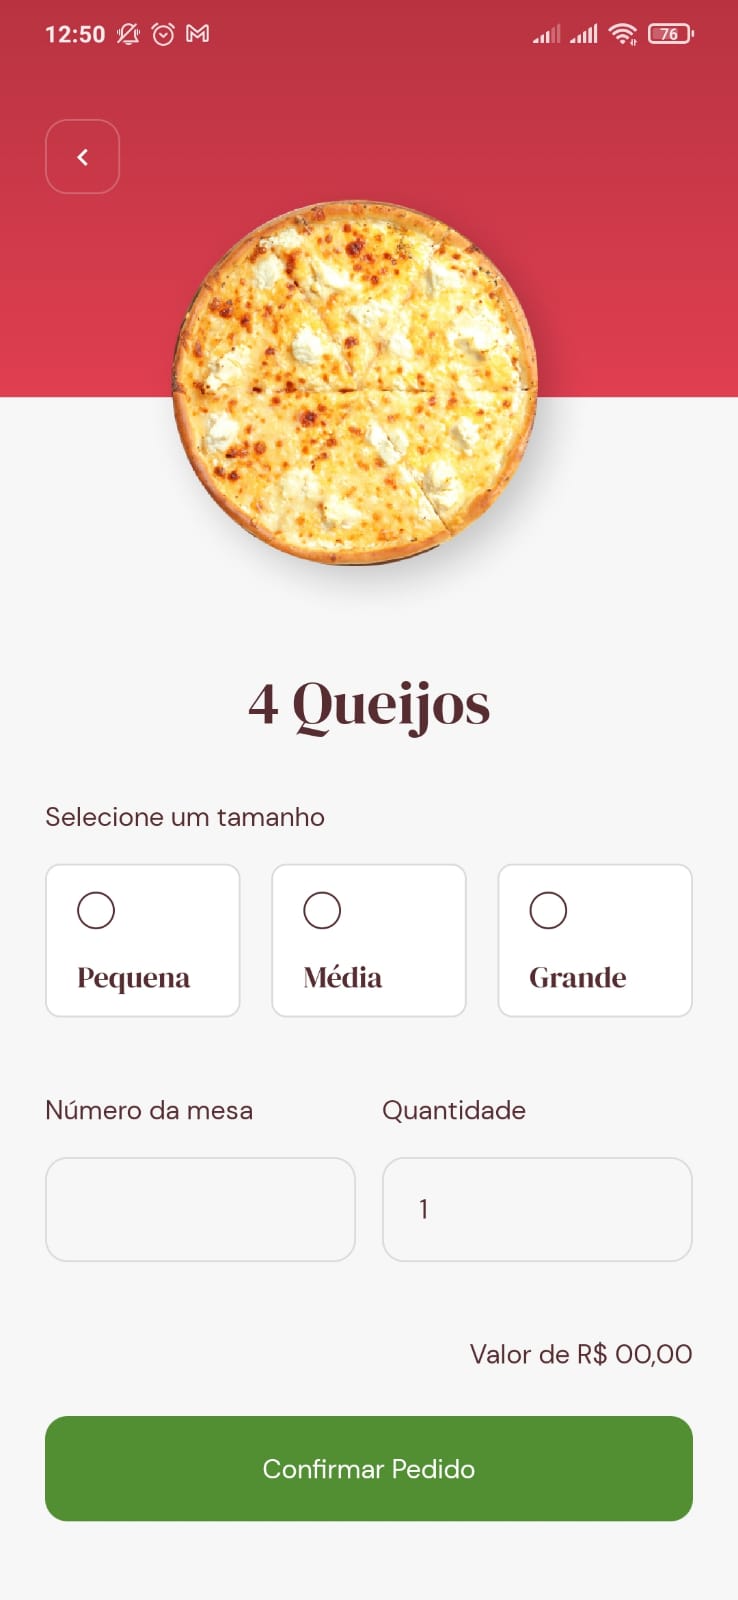 12:50
76
4 Queijos
Selecione um tamanho
Pequena
Média
Grande
Número da mesa
Quantidade
1
Valor de R$ 00,00
Confirmar Pedido